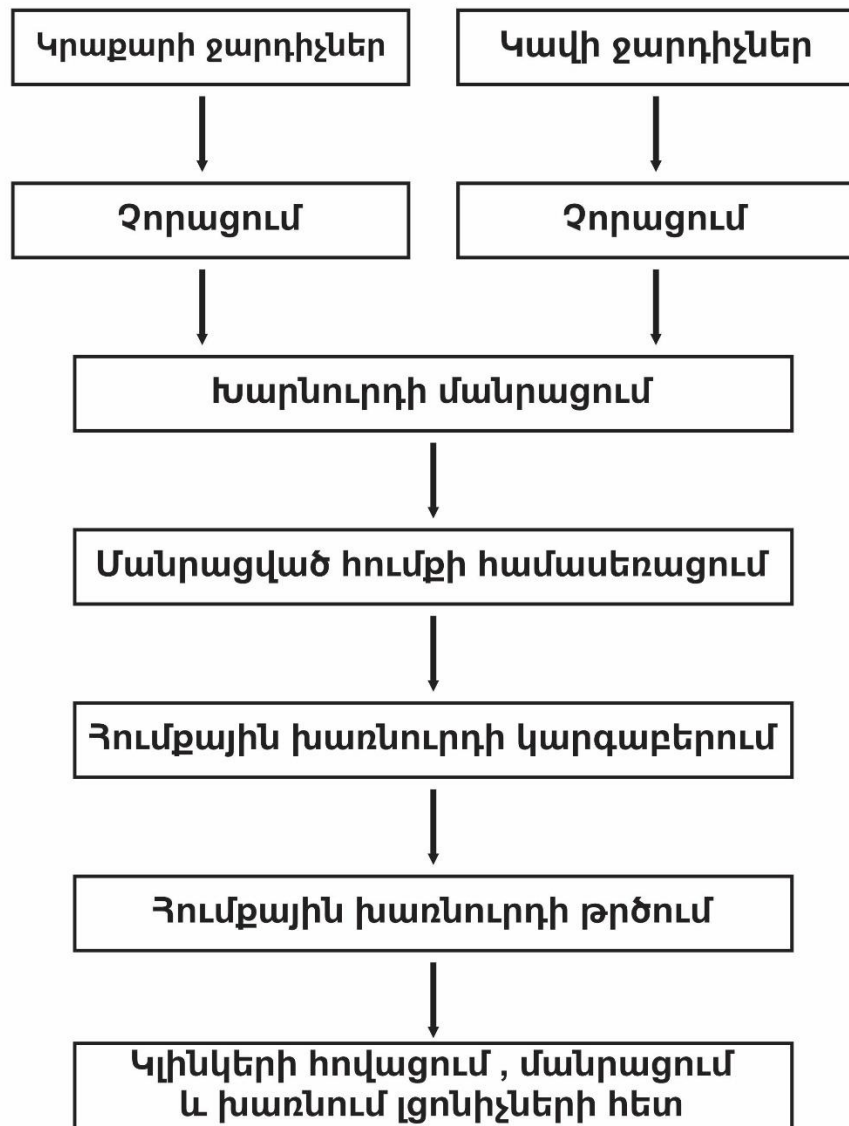 Կրաքարի ջարդիչներ
Կավի ջարդիչներ
Չորացում
Չորացում
Խարնուրդի մանրացում
Մանրացված հումքի համասեռացում
Հումքային խառնուրդի կարգաբերում
Հումքային խառնուրդի թրծում
Կլինկերի հովացում , մանրացում
և խառնում լցոնիչների հետ